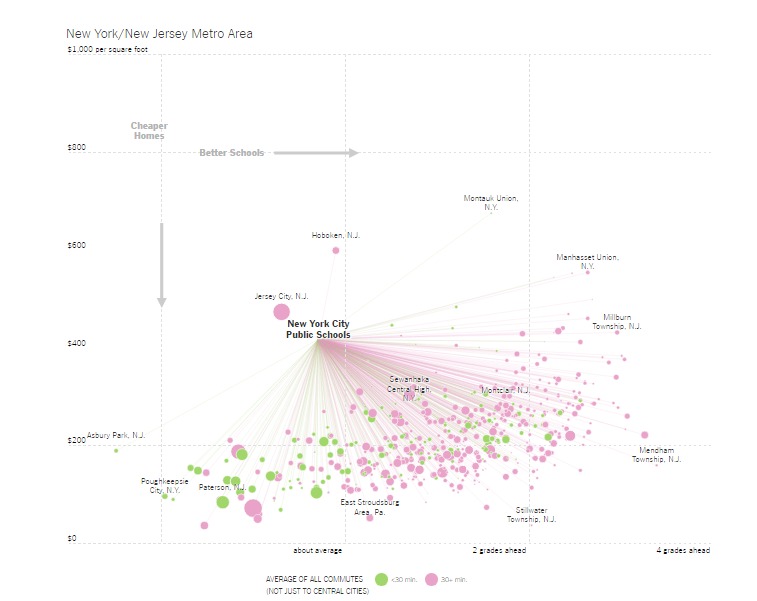 New York/New Jersey Metro Area
$1,000 per square foot
Cheaper
Homes
$800
Better Schools
Montauk Union,
N.Y.
Hoboken, N.J.
$600
Manhasset Union,
N.Y.
Jersey City, N.J.
New York City
Public Schools
Millburn
Township, N.J.
$400
Sewanhaka
Central High,
N.Y.
Montclair, N.J.
$200
Asbury Park, N.J.
Mendham
Township, N.J.
Poughkeepsie
City, N.Y.
Paterson, N.J.
East Stroudsburg
Area, Pa.
Stillwater
Township, N.J.
$0
about average
2 grades ahead
4 grades ahead
AVERAGE OF ALL COMMUTES
(NOT JUST TO CENTRAL CITIES)
<30 min.
30+ min.